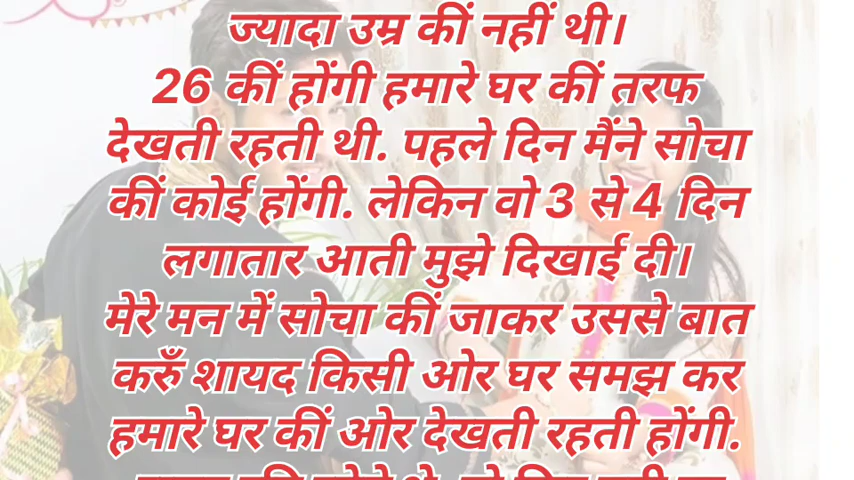 ज्यादा उम्र कीं नहीं थी।
26 कीं होंगी हमारे घर कीं तरफ
देखती रहती थी. पहले दिन मैंने सोचा
कीं कोई होंगी. लेकिन वो 3 से 4 दिन
लगातार आती मुझे दिखाई दी।
मेरे मन में सोचा कीं जाकर उससे बात
करुँ शायद किसी ओर घर समझ कर
हमारे घर कीं ओर देखती रहती होंगी.